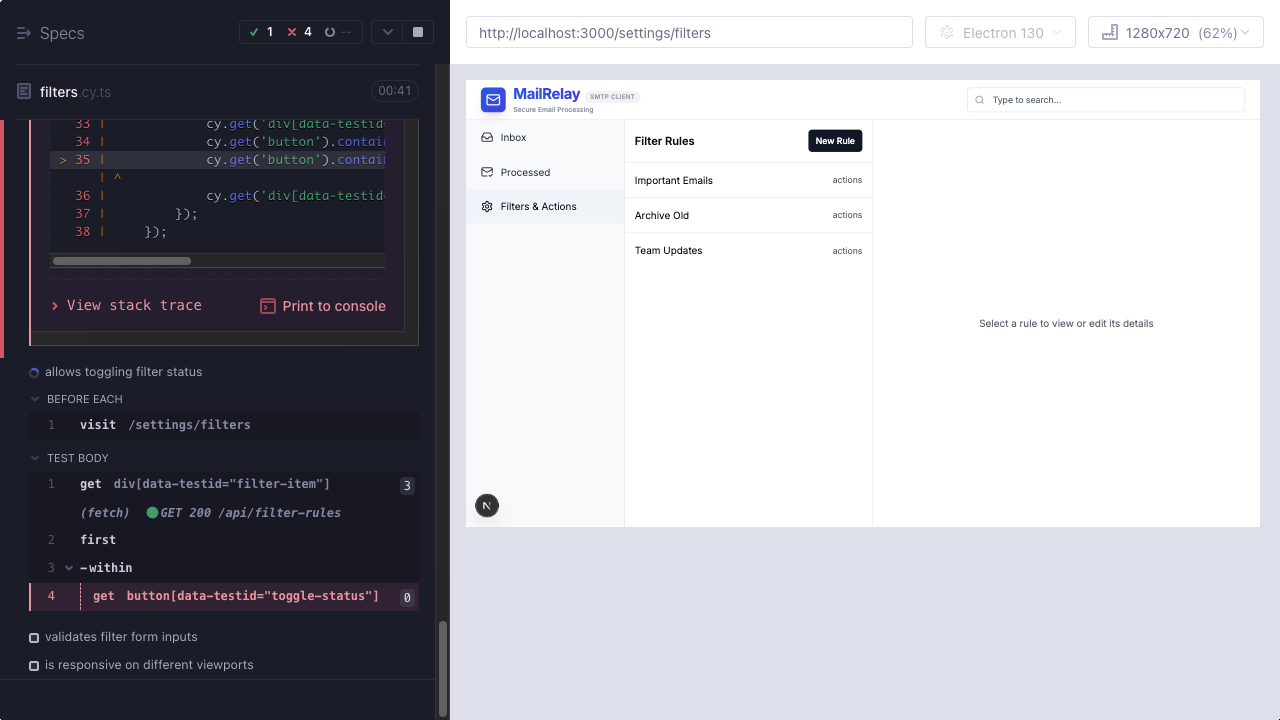 Specs
1
4
--
filters.cy.ts
00:41
33 | cy.get('div[data-testid=
34 | cy.get('button').contain
> 35 | cy.get('button').contain
| ^
36 | cy.get('div[data-testid=
37 | });
38 | });
> View stack trace
Print to console
allows toggling filter status
BEFORE EACH
1 visit /settings/filters
TEST BODY
1 get div[data-testid="filter-item"] 3
(fetch) GET 200 /api/filter-rules
2 first
3 -within
4 get button[data-testid="toggle-status"] 0
validates filter form inputs
is responsive on different viewports
http://localhost:3000/settings/filters
Electron 130
1280x720 (62%)
MailRelay
SMTP CLIENT
Secure Email Processing
Type to search...
Inbox
Processed
Filters & Actions
Filter Rules
New Rule
Important Emails actions
Archive Old actions
Team Updates actions
Select a rule to view or edit its details
N